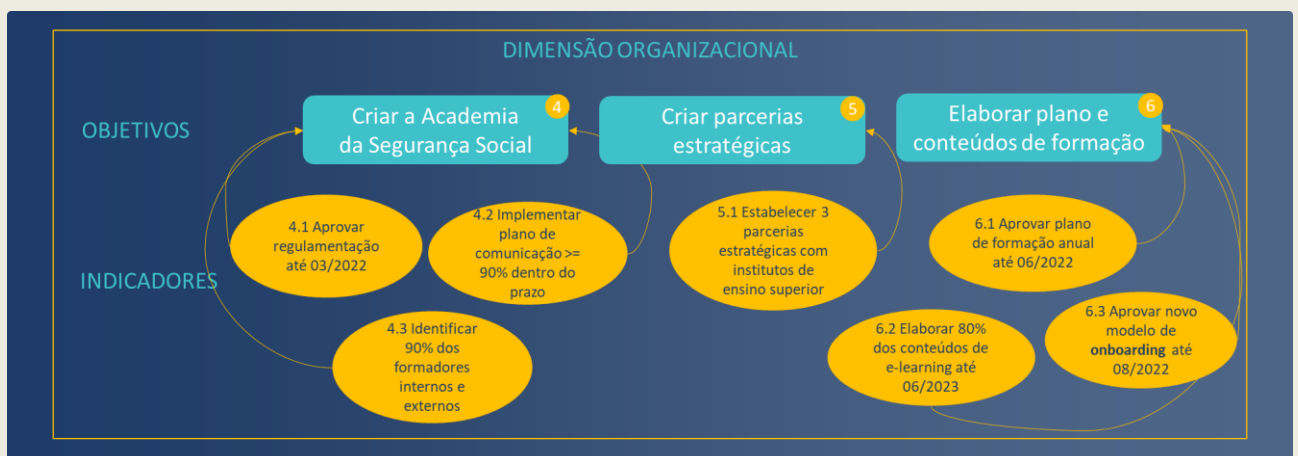 DIMENSÃO ORGANIZACIONAL
OBJETIVOS
Criar a Academia
da Segurança Social
4
Criar parcerias
estratégicas
5
Elaborar plano e
conteúdos de formação
6
INDICADORES
4.1 Aprovar
regulamentação
até 03/2022
4.2 Implementar
plano de
comunicação >=
90% dentro do
prazo
4.3 Identificar
90% dos
formadores
internos e
externos
5.1 Estabelecer 3
parcerias
estratégicas com
institutos de
ensino superior
6.1 Aprovar plano
de formação anual
até 06/2022
6.2 Elaborar 80%
dos conteúdos de
e-learning até
06/2023
6.3 Aprovar novo
modelo de
onboarding até
08/2022